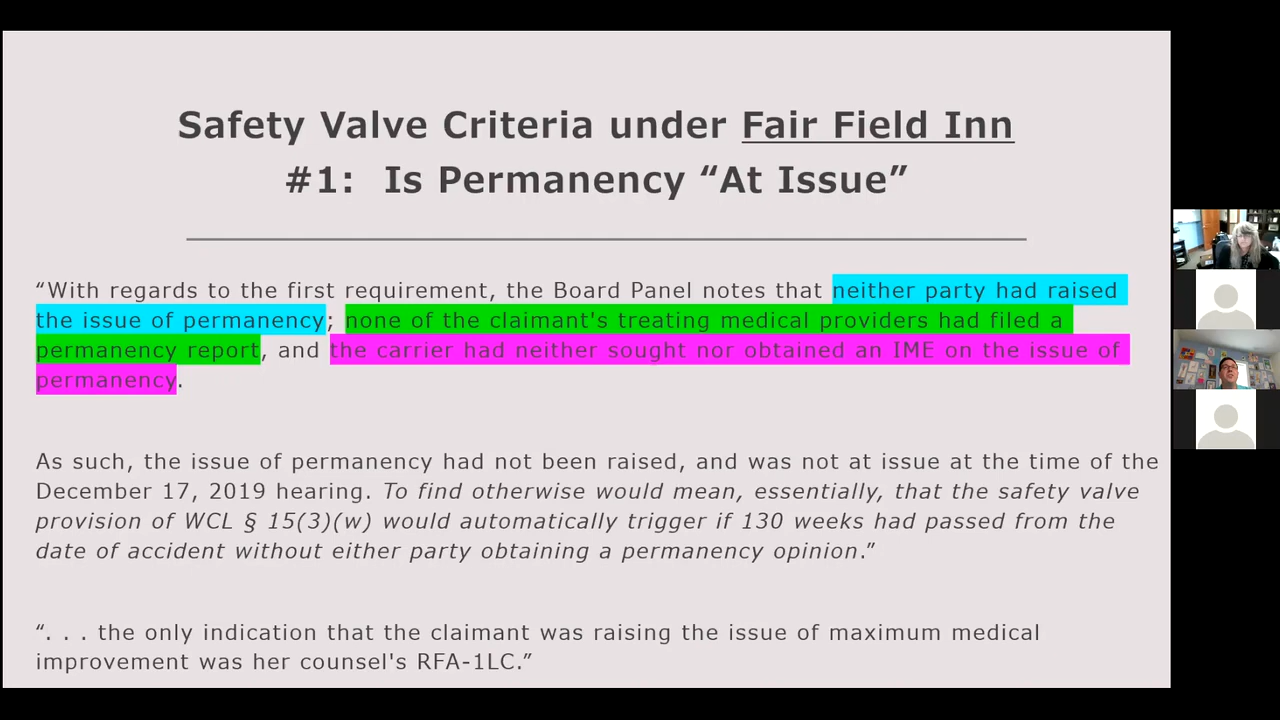 Safety Valve Criteria under Fair Field Inn
#1: Is Permanency “At Issue”
“With regards to the first requirement, the Board Panel notes that neither party had raised
the issue of permanency; none of the claimant's treating medical providers had filed a
permanency report, and the carrier had neither sought nor obtained an IME on the issue of
permanency.
As such, the issue of permanency had not been raised, and was not at issue at the time of the
December 17, 2019 hearing. To find otherwise would mean, essentially, that the safety valve
provision of WCL § 15(3)(w) would automatically trigger if 130 weeks had passed from the
date of accident without either party obtaining a permanency opinion.”
“. . . the only indication that the claimant was raising the issue of maximum medical
improvement was her counsel's RFA-1LC.”